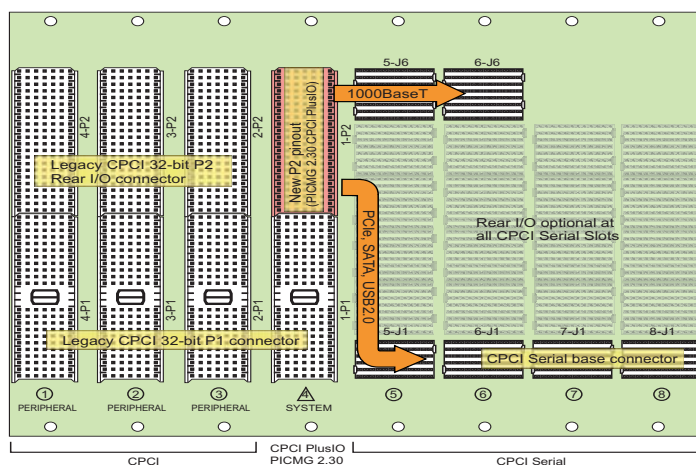 5-J6
6-J6
1000BaseT
4-P2
3-P2
2-P2
1-P2
New P2 pinout
(PICMG 2.30 CPCI PlusIO)
Legacy CPCI 32-bit P2
Rear I/O connector
PCIe, SATA, USB2.0
Rear I/O optional at
all CPCI Serial Slots
4-P1
3-P1
2-P1
1-P1
Legacy CPCI 32-bit P1 connector
5-J1
6-J1
7-J1
8-J1
CPCI Serial base connector
1
2
3
4
5
6
7
8
PERIPHERAL
PERIPHERAL
PERIPHERAL
SYSTEM
CPCI
CPCI PlusIO
PICMG 2.30
CPCI Serial